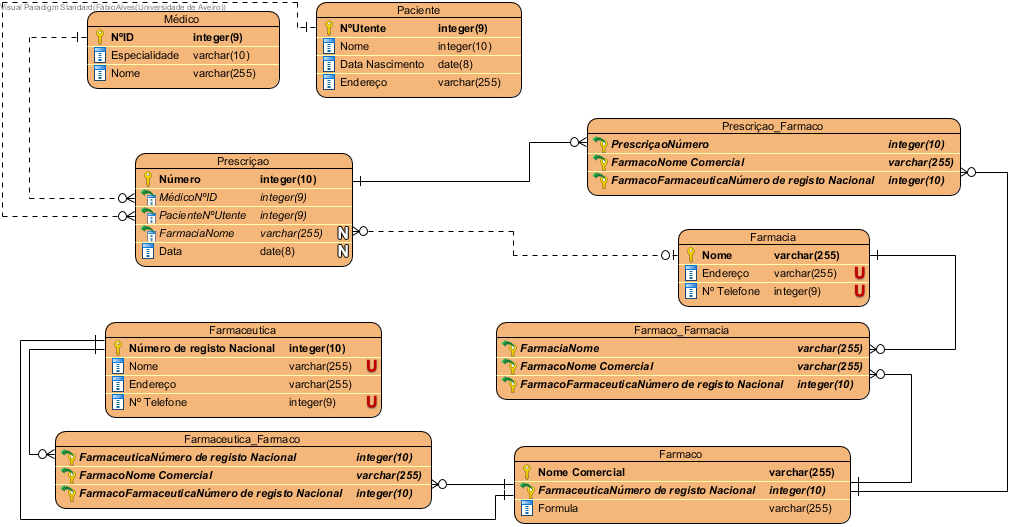 Visual Paradigm Standard(FábioAlves(Universidade de Aveiro))
Médico
NºID integer(9)
Especialidade varchar(10)
Nome varchar(255)
Paciente
NºUtente integer(9)
Nome integer(10)
Data Nascimento date(8)
Endereço varchar(255)
Prescriçao_Farmaco
PrescriçaoNúmero integer(10)
FarmacoNome Comercial varchar(255)
FarmacoFarmaceuticaNúmero de registo Nacional integer(10)
Prescriçao
Número integer(10)
MédicoNºID integer(9)
PacienteNºUtente integer(9)
FarmaciaNome varchar(255) N
Data date(8) N
Farmacia
Nome varchar(255)
Endereço varchar(255) U
Nº Telefone integer(9) U
Farmaceutica
Número de registo Nacional integer(10)
Nome varchar(255) U
Endereço varchar(255)
Nº Telefone integer(9) U
Farmaco_Farmacia
FarmaciaNome varchar(255)
FarmacoNome Comercial varchar(255)
FarmacoFarmaceuticaNúmero de registo Nacional integer(10)
Farmaceutica_Farmaco
FarmaceuticaNúmero de registo Nacional integer(10)
FarmacoNome Comercial varchar(255)
FarmacoFarmaceuticaNúmero de registo Nacional integer(10)
Farmaco
Nome Comercial varchar(255)
FarmaceuticaNúmero de registo Nacional integer(10)
Formula varchar(255)